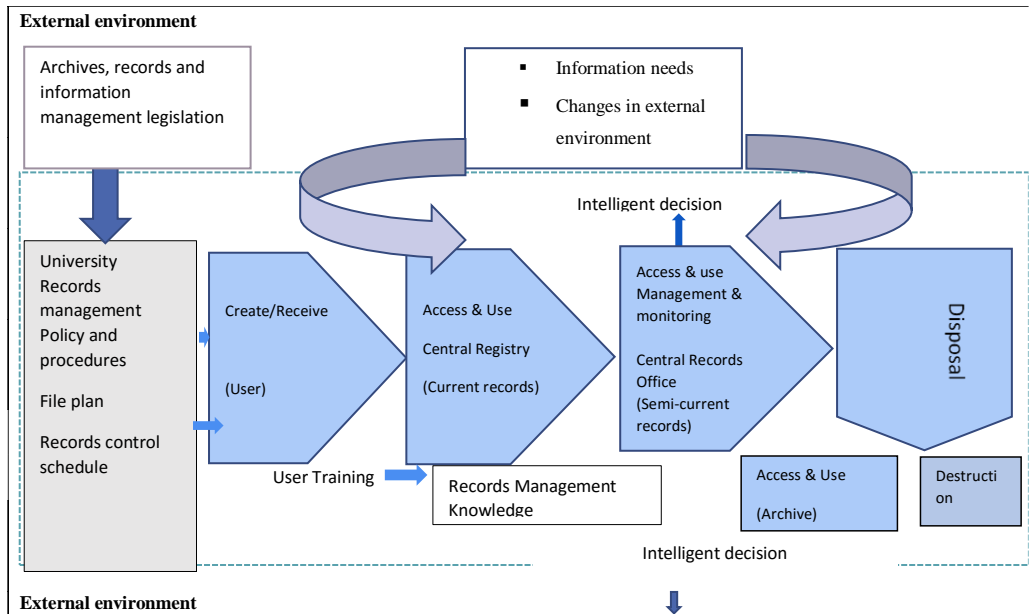 External environment
Archives, records and
information
management legislation
▪ Information needs
▪ Changes in external
environment
Intelligent decision
University
Records
management
Policy and
procedures
File plan
Records control
schedule
Create/Receive
(User)
Access & Use
Central Registry
(Current records)
Access & use
Management &
monitoring
Central Records
Office
(Semi-current
records)
Disposal
User Training
Records Management
Knowledge
Access & Use
(Archive)
Destructi
on
Intelligent decision
External environment